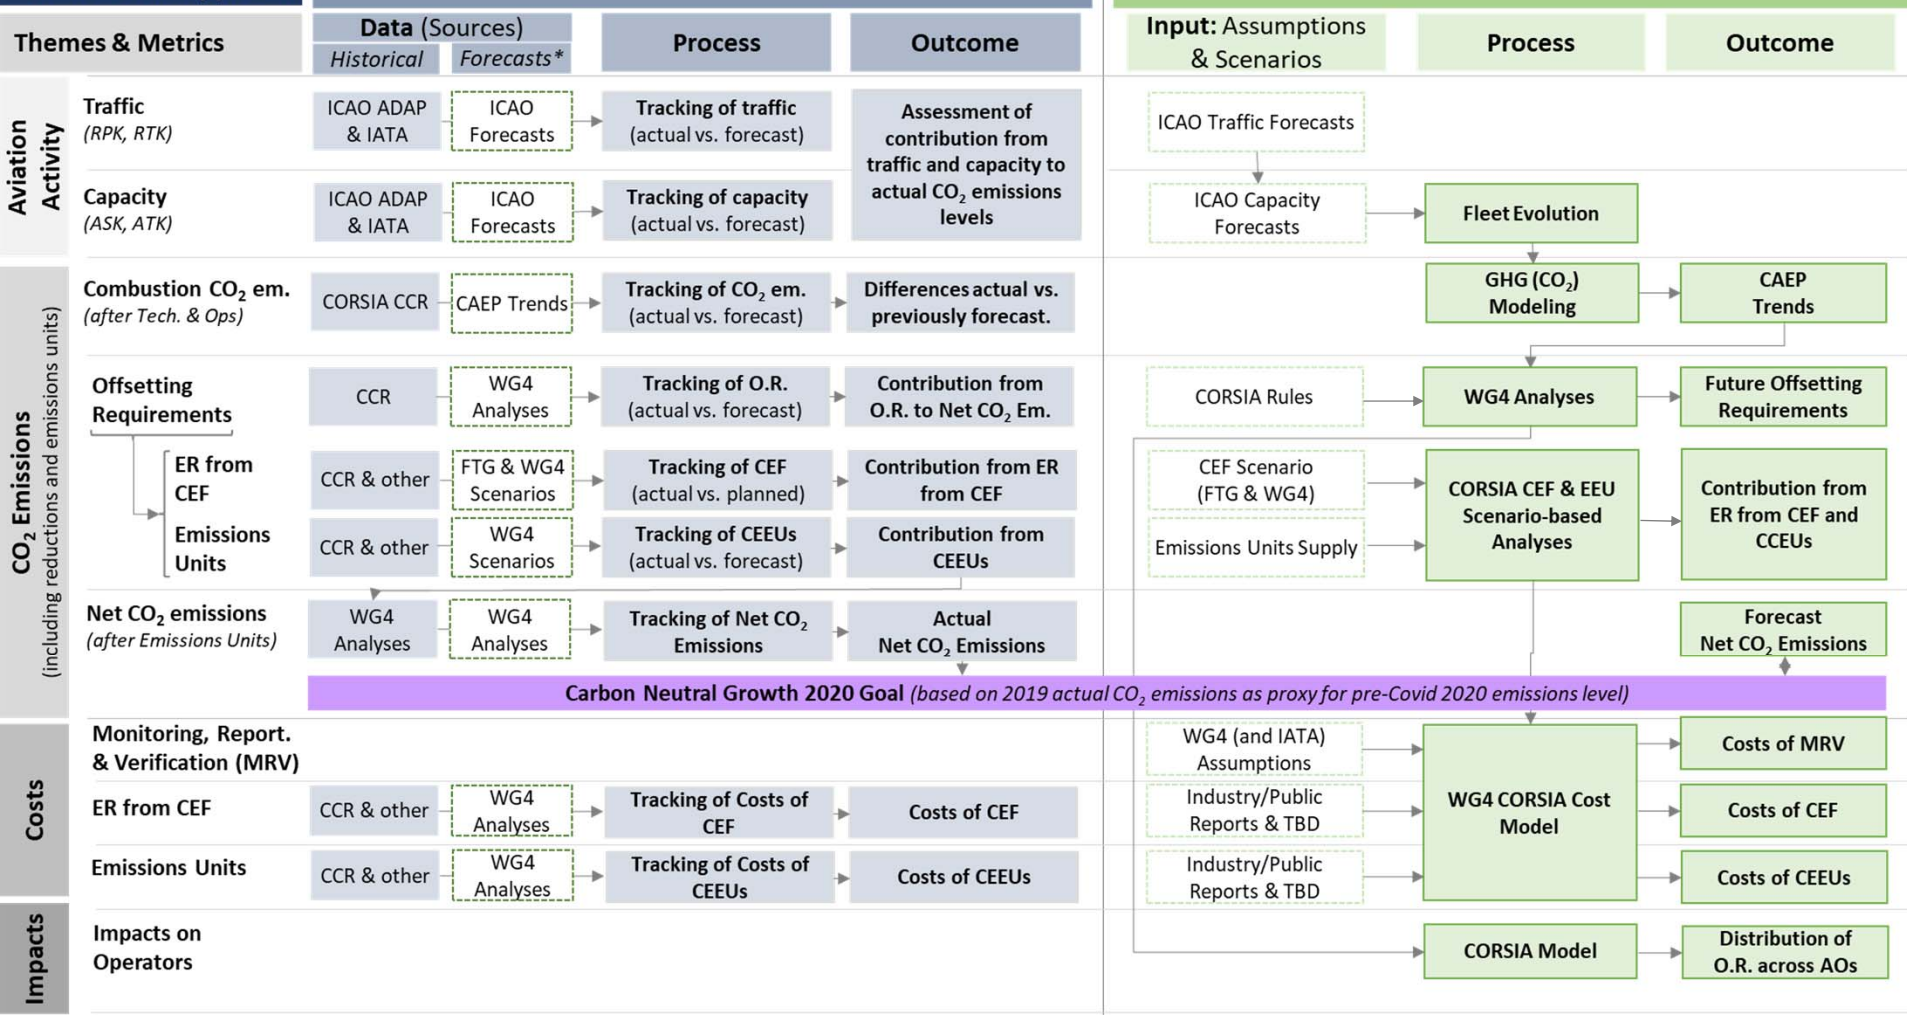 Themes & Metrics
Data (Sources)
Historical
Forecasts*
Process
Outcome
Input: Assumptions
& Scenarios
Process
Outcome
Aviation
Activity
Traffic
(RPK, RTK)
ICAO ADAP
& IATA
ICAO
Forecasts
Tracking of traffic
(actual vs. forecast)
Assessment of
contribution from
traffic and capacity to
actual CO₂ emissions
levels
ICAO Traffic Forecasts
Capacity
(ASK, ATK)
ICAO ADAP
& IATA
ICAO
Forecasts
Tracking of capacity
(actual vs. forecast)
ICAO Capacity
Forecasts
Fleet Evolution
CO₂ Emissions
(including reductions and emissions units)
Combustion CO₂ em.
(after Tech. & Ops)
CORSIA CCR
CAEP Trends
Tracking of CO₂ em.
(actual vs. forecast)
Differences actual vs.
previously forecast.
GHG (CO₂)
Modeling
CAEP
Trends
Offsetting
Requirements
CCR
WG4
Analyses
Tracking of O.R.
(actual vs. forecast)
Contribution from
O.R. to Net CO₂ Em.
CORSIA Rules
WG4 Analyses
Future Offsetting
Requirements
ER from
CEF
CCR & other
FTG & WG4
Scenarios
Tracking of CEF
(actual vs. planned)
Contribution from ER
from CEF
CEF Scenario
(FTG & WG4)
CORSIA CEF & EEU
Scenario-based
Analyses
Contribution from
ER from CEF and
CCEUs
Emissions
Units
CCR & other
WG4
Scenarios
Tracking of CEEUs
(actual vs. forecast)
Contribution from
CEEUs
Emissions Units Supply
Net CO₂ emissions
(after Emissions Units)
WG4
Analyses
WG4
Analyses
Tracking of Net CO₂
Emissions
Actual
Net CO₂ Emissions
Forecast
Net CO₂ Emissions
Carbon Neutral Growth 2020 Goal (based on 2019 actual CO₂ emissions as proxy for pre-Covid 2020 emissions level)
Costs
Monitoring, Report.
& Verification (MRV)
WG4 (and IATA)
Assumptions
WG4 CORSIA Cost
Model
Costs of MRV
ER from CEF
CCR & other
WG4
Analyses
Tracking of Costs of
CEF
Costs of CEF
Industry/Public
Reports & TBD
Costs of CEF
Emissions Units
CCR & other
WG4
Analyses
Tracking of Costs of
CEEUs
Costs of CEEUs
Industry/Public
Reports & TBD
Costs of CEEUs
Impacts
Impacts on
Operators
CORSIA Model
Distribution of
O.R. across AOs